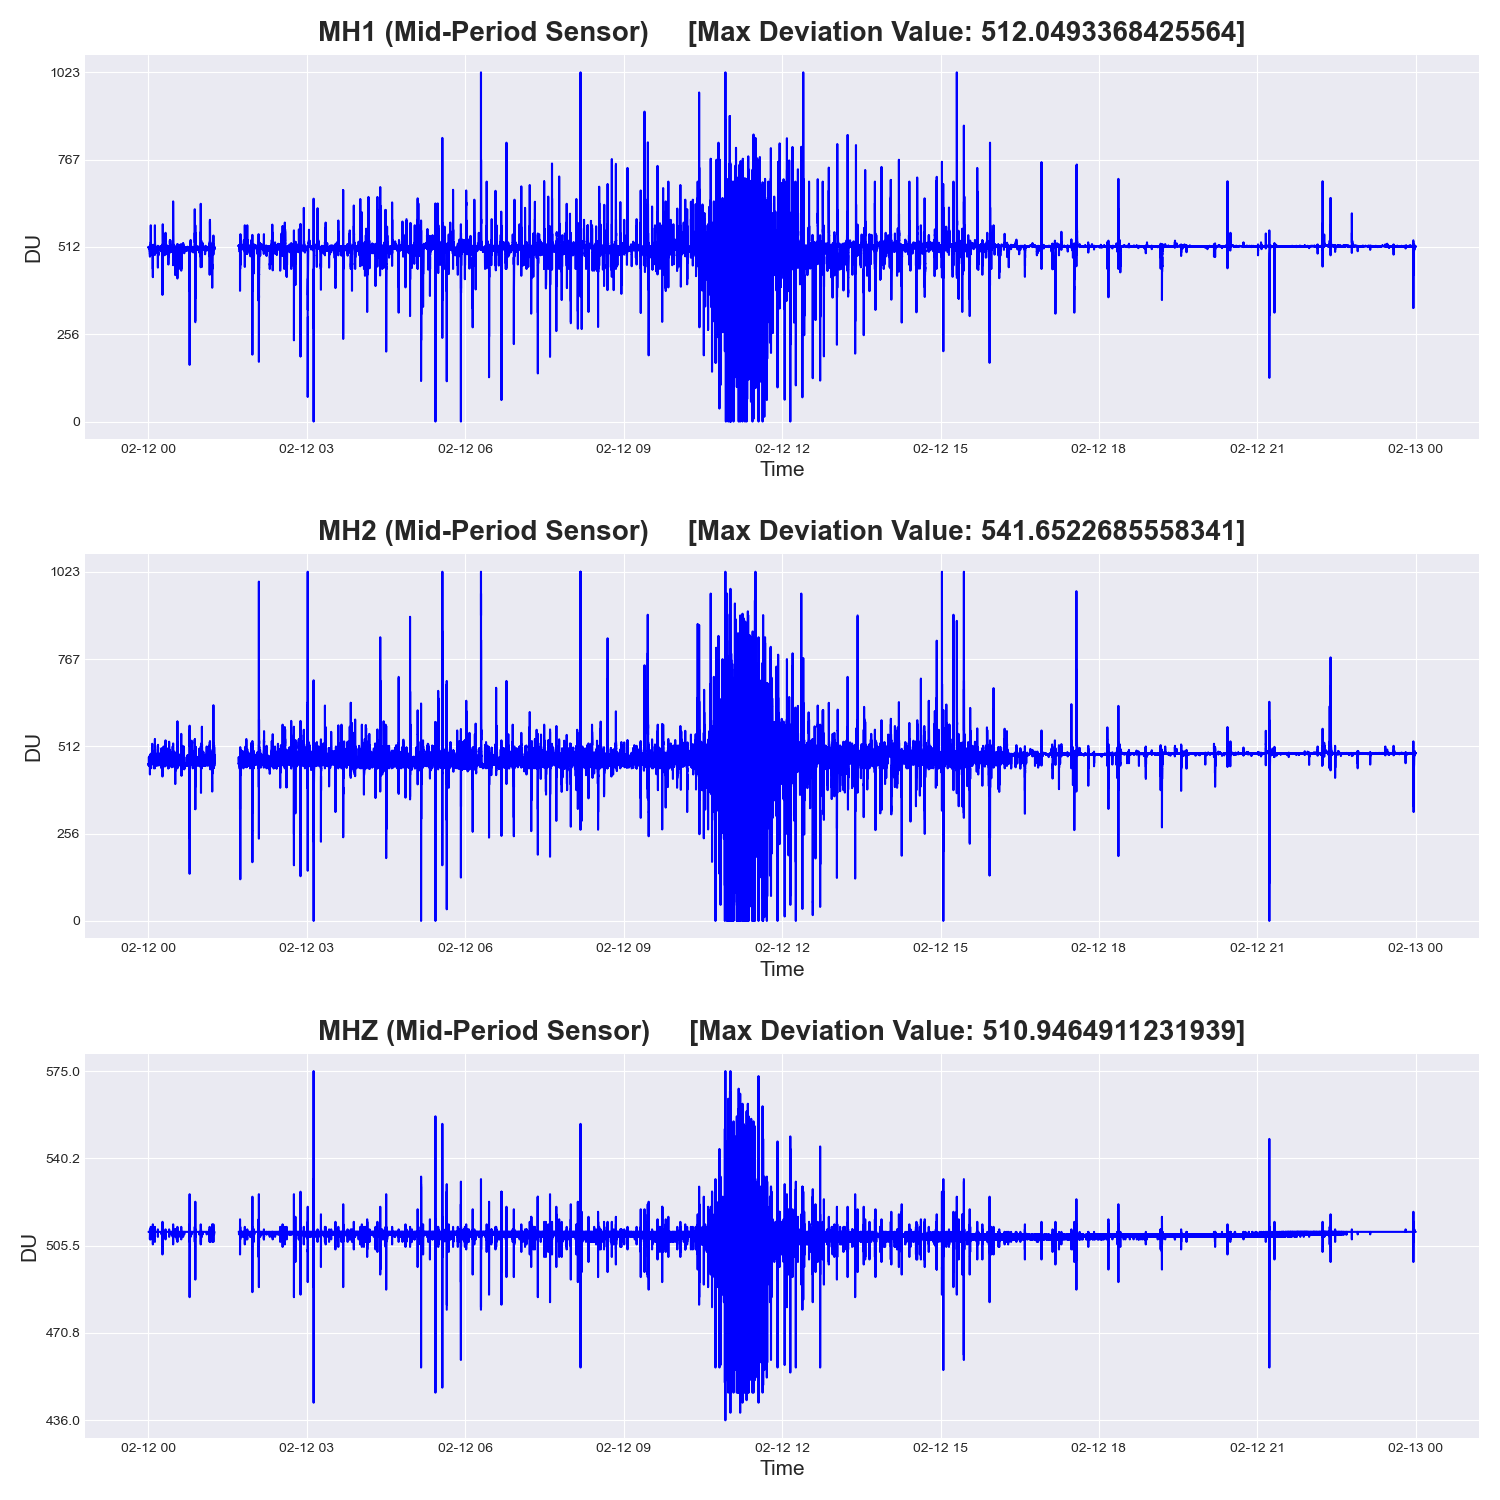 MH1 (Mid-Period Sensor) [Max Deviation Value: 512.0493368425564]
1023
767
512
256
0
DU
02-12 00 02-12 03 02-12 06 02-12 09 02-12 12 02-12 15 02-12 18 02-12 21 02-13 00
Time
MH2 (Mid-Period Sensor) [Max Deviation Value: 541.6522685558341]
1023
767
512
256
0
DU
02-12 00 02-12 03 02-12 06 02-12 09 02-12 12 02-12 15 02-12 18 02-12 21 02-13 00
Time
MHZ (Mid-Period Sensor) [Max Deviation Value: 510.9464911231939]
575.0
540.2
505.5
470.8
436.0
DU
02-12 00 02-12 03 02-12 06 02-12 09 02-12 12 02-12 15 02-12 18 02-12 21 02-13 00
Time